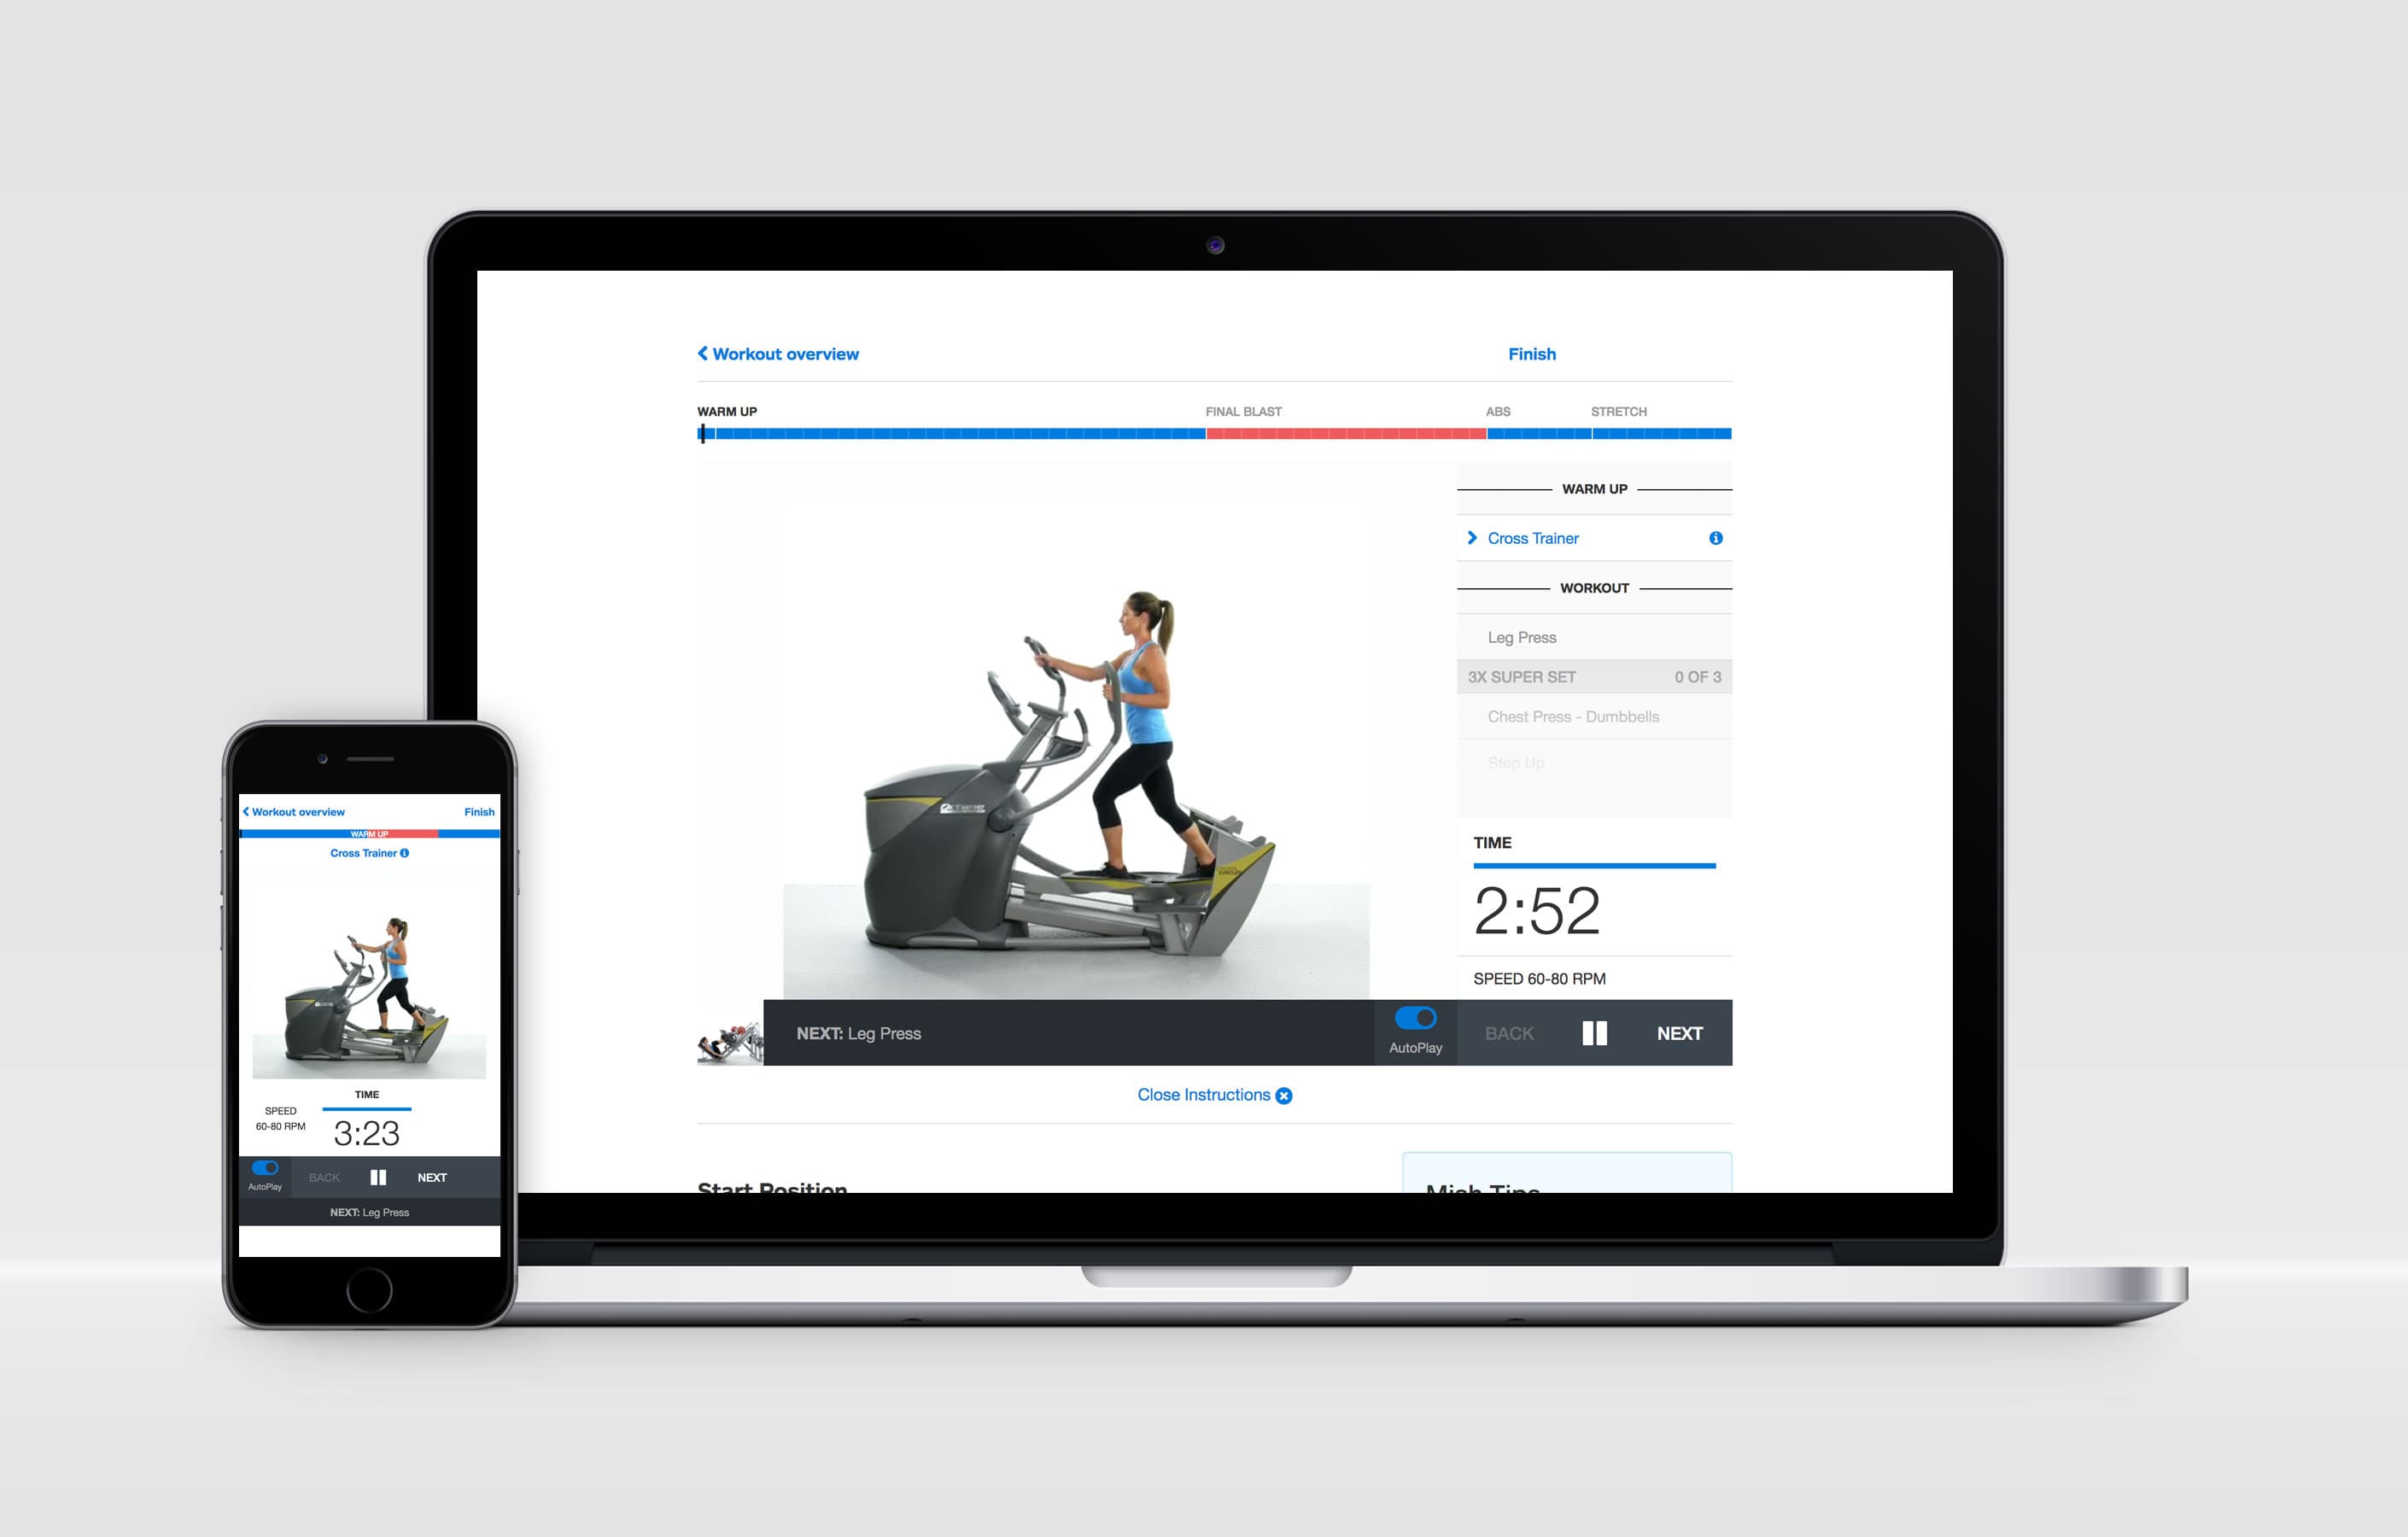 Workout overview
Finish
WARM UP
FINAL BLAST
ABS
STRETCH
WARM UP
Cross Trainer
WORKOUT
Leg Press
3X SUPER SET
0 OF 3
Chest Press - Dumbbells
Step Up
TIME
2:52
SPEED 60-80 RPM
NEXT: Leg Press
AutoPlay
BACK
NEXT
Close Instructions
Start Position
Mish Tips
Workout overview
Finish
WARM UP
Cross Trainer
TIME
SPEED
60-80 RPM
3:23
AutoPlay
BACK
NEXT
NEXT: Leg Press